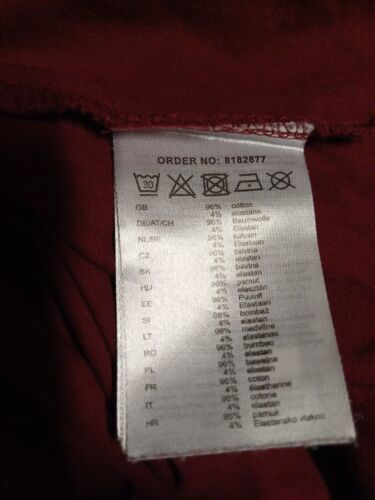 ORDER NO: 8182877
30
GB 96% cotton
4% elastane
DE/AT/CH 96% Baumwolle
4% Elastan
NL/BE 96% katoen
4% Elastaan
CZ 96% bavlna
4% elastan
SK 96% bavlna
4% elastan
HU 96% pamut
4% elasztán
EE 96% Puuvill
4% Elastaan
SI 96% bombaž
4% elastan
LT 96% medvilnė
4% elastanas
RO 96% bumbac
4% elastan
PL 96% bawełna
4% elastan
FR 96% coton
4% élasthanne
IT 96% cotone
4% elastan
HR 96% pamuk
4% Elastansko vlakno